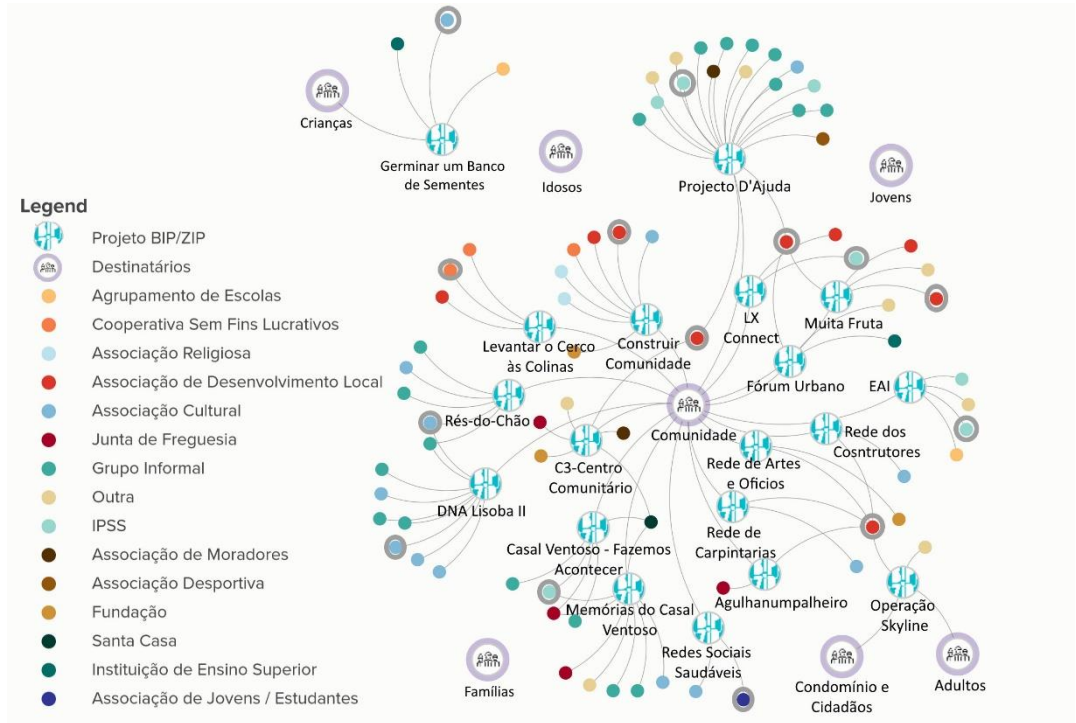 Crianças
Germinar um Banco
de Sementes
Idosos
Projecto D'Ajuda
Jovens
Legend
Projeto BIP/ZIP
Destinatários
Agrupamento de Escolas
Cooperativa Sem Fins Lucrativos
Associação Religiosa
Associação de Desenvolvimento Local
Associação Cultural
Junta de Freguesia
Grupo Informal
Outra
IPSS
Associação de Moradores
Associação Desportiva
Fundação
Santa Casa
Instituição de Ensino Superior
Associação de Jovens / Estudantes
Levantar o Cerco
às Colinas
Construir
Comunidade
LX
Connect
Muita Fruta
Fórum Urbano
EAI
Rés-do-Chão
Comunidade
Rede dos
Cosntrutores
C3-Centro
Comunitário
Rede de Artes
e Oficios
DNA Lisoba II
Rede de
Carpintarias
Casal Ventoso - Fazemos
Acontecer
Memórias do Casal
Ventoso
Agulhanumpalheiro
Operação
Skyline
Redes Sociais
Saudáveis
Famílias
Condomínio e
Cidadãos
Adultos